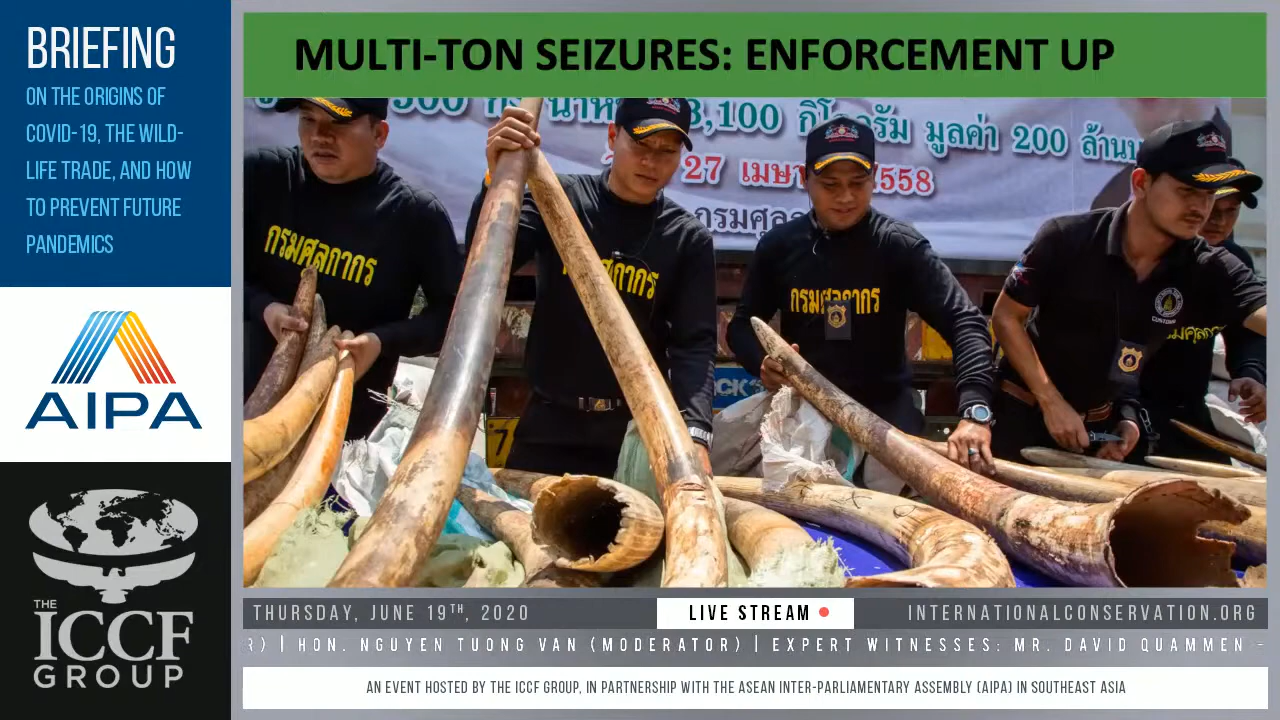 BRIEFING
ON THE ORIGINS OF
COVID-19, THE WILD-
LIFE TRADE, AND HOW
TO PREVENT FUTURE
PANDEMICS
AIPA
THE
ICCF
GROUP
MULTI-TON SEIZURES: ENFORCEMENT UP
3,100 กิโลกรัม มูลค่า 200 ล้าน
27 2558
กรมศุลกากร
กรมศุลกากร
กรมศุลกากร
CUSTOMS
THURSDAY, JUNE 19TH, 2020
LIVE STREAM
INTERNATIONALCONSERVATION.ORG
R) | HON. NGUYEN TUONG VAN (MODERATOR) | EXPERT WITNESSES: MR. DAVID QUAMMEN -
AN EVENT HOSTED BY THE ICCF GROUP, IN PARTNERSHIP WITH THE ASEAN INTER-PARLIAMENTARY ASSEMBLY (AIPA) IN SOUTHEAST ASIA